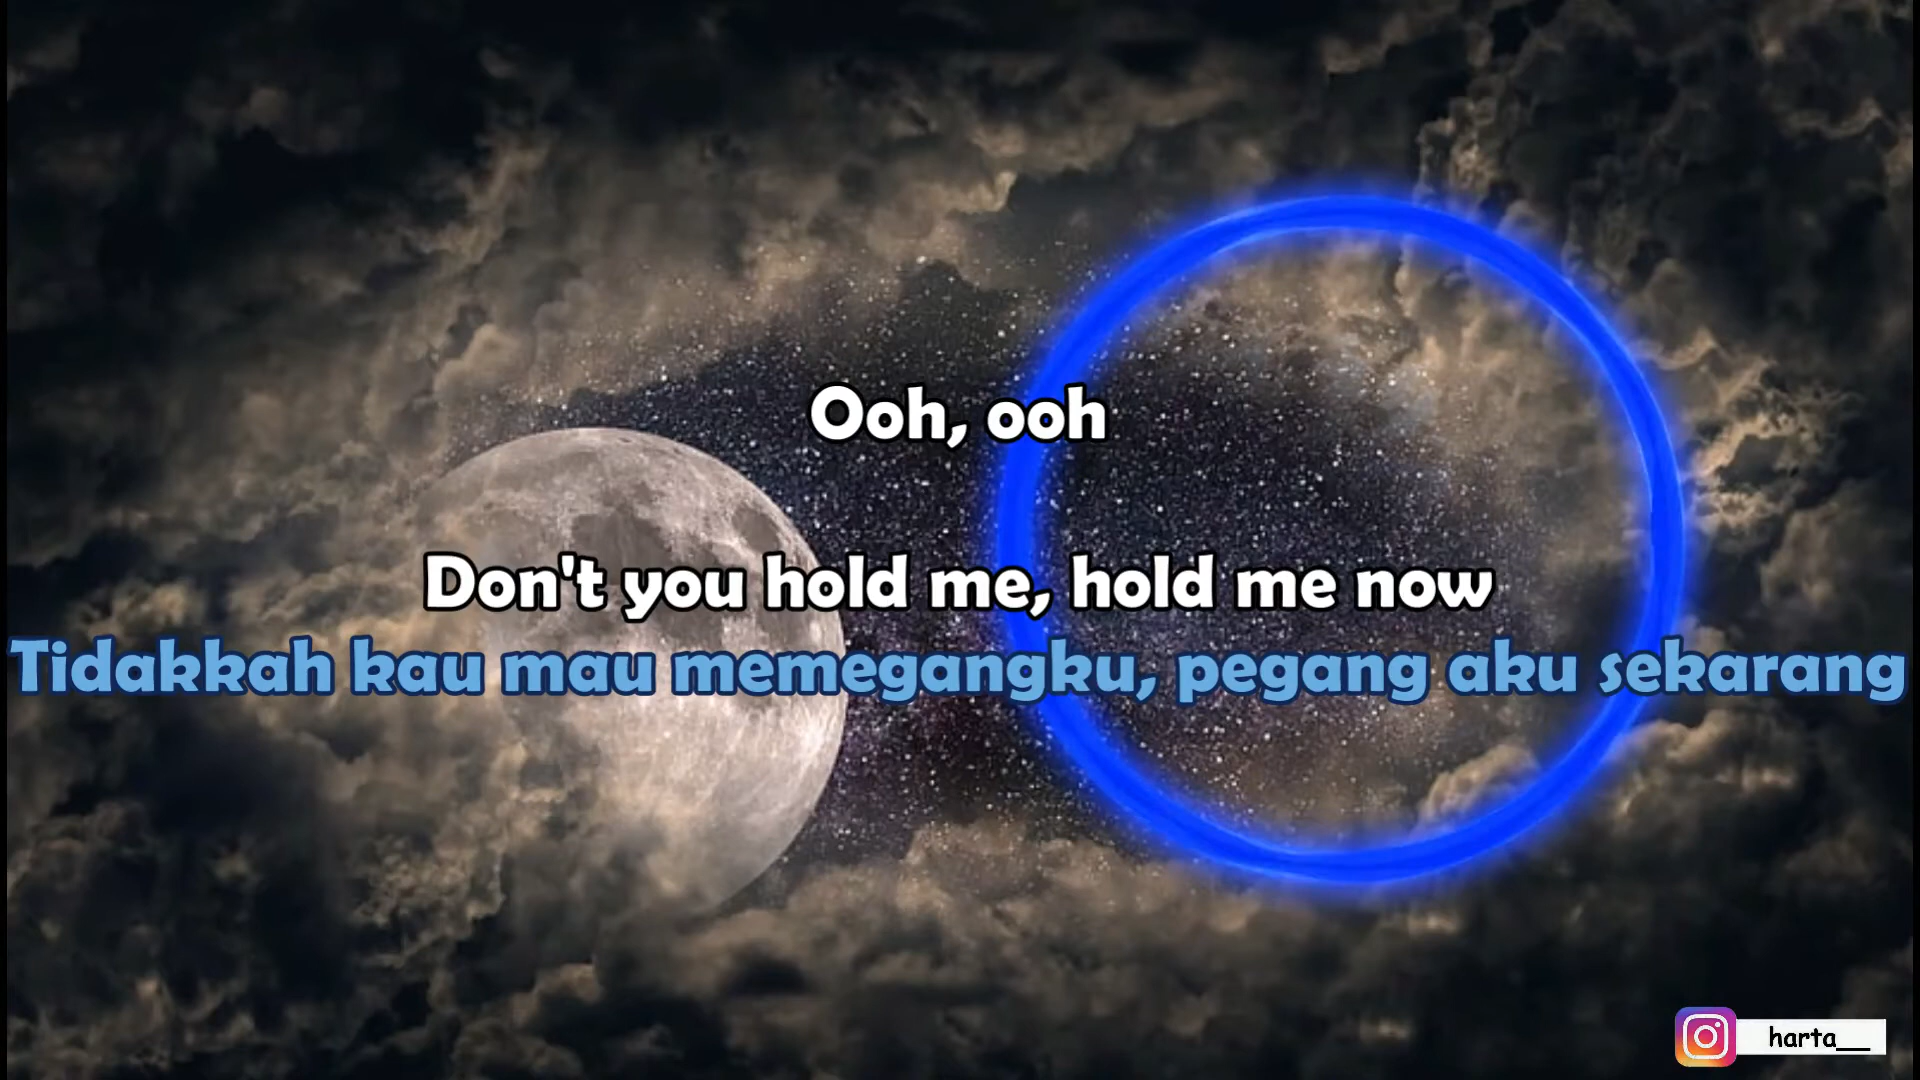 Ooh, ooh
Don't you hold me, hold me now
Tidakkah kau mau memegangku, pegang aku sekarang
harta__